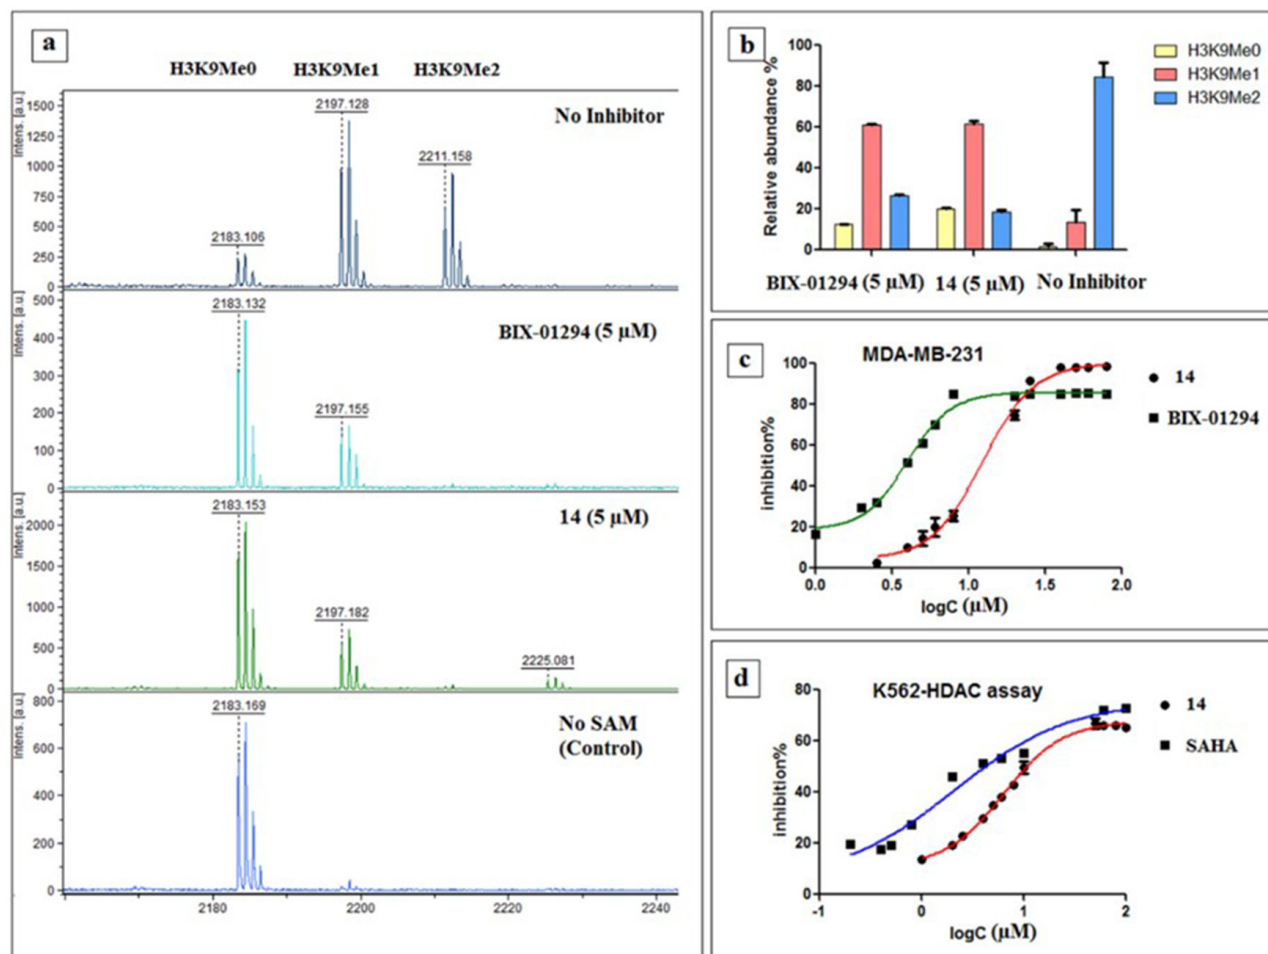 a
H3K9Me0 H3K9Me1 H3K9Me2
No Inhibitor
Intens. [a.u.]
1500
1250
1000
750
500
250
0
2183.106
2197.128
2211.158
BIX-01294 (5 µM)
Intens. [a.u.]
500
400
300
200
100
0
2183.132
2197.155
14 (5 µM)
Intens. [a.u.]
2000
1500
1000
500
0
2183.153
2197.182
2225.081
No SAM
(Control)
Intens. [a.u.]
800
600
400
200
0
2183.169
2180 2200 2220 2240
b
Relative abundance %
100
80
60
40
20
0
BIX-01294 (5 µM) 14 (5 µM) No Inhibitor
H3K9Me0
H3K9Me1
H3K9Me2
c
MDA-MB-231
inhibition%
100
80
60
40
20
0
0.0 0.5 1.0 1.5 2.0
logC (µM)
14
BIX-01294
d
K562-HDAC assay
inhibition%
80
60
40
20
0
-1 0 1 2
logC (µM)
14
SAHA